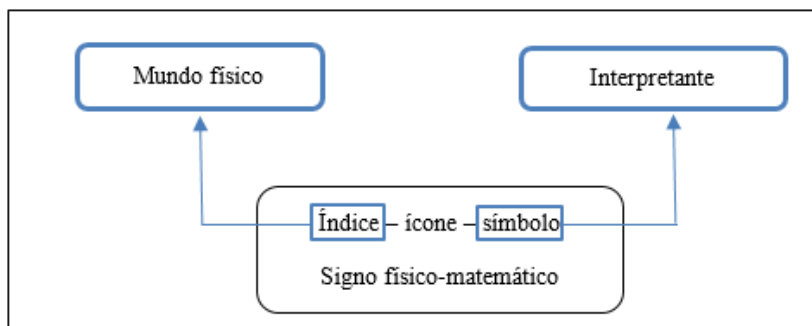 Mundo físico
Interpretante
Índice – ícone – símbolo
Signo físico-matemático